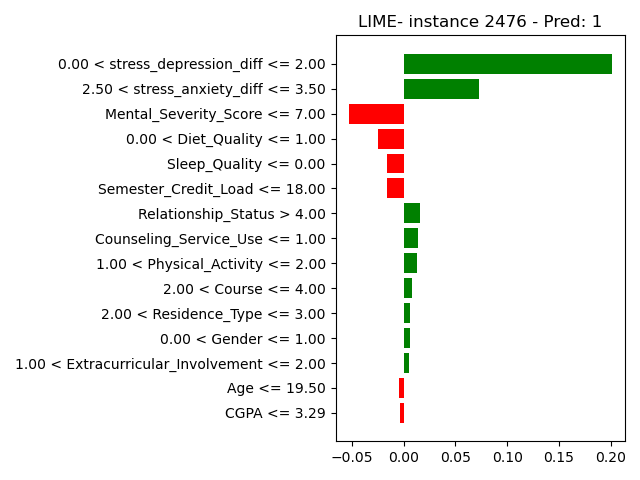 LIME- instance 2476 - Pred: 1
0.00 < stress_depression_diff <= 2.00
2.50 < stress_anxiety_diff <= 3.50
Mental_Severity_Score <= 7.00
0.00 < Diet_Quality <= 1.00
Sleep_Quality <= 0.00
Semester_Credit_Load <= 18.00
Relationship_Status > 4.00
Counseling_Service_Use <= 1.00
1.00 < Physical_Activity <= 2.00
2.00 < Course <= 4.00
2.00 < Residence_Type <= 3.00
0.00 < Gender <= 1.00
1.00 < Extracurricular_Involvement <= 2.00
Age <= 19.50
CGPA <= 3.29
−0.05 0.00 0.05 0.10 0.15 0.20